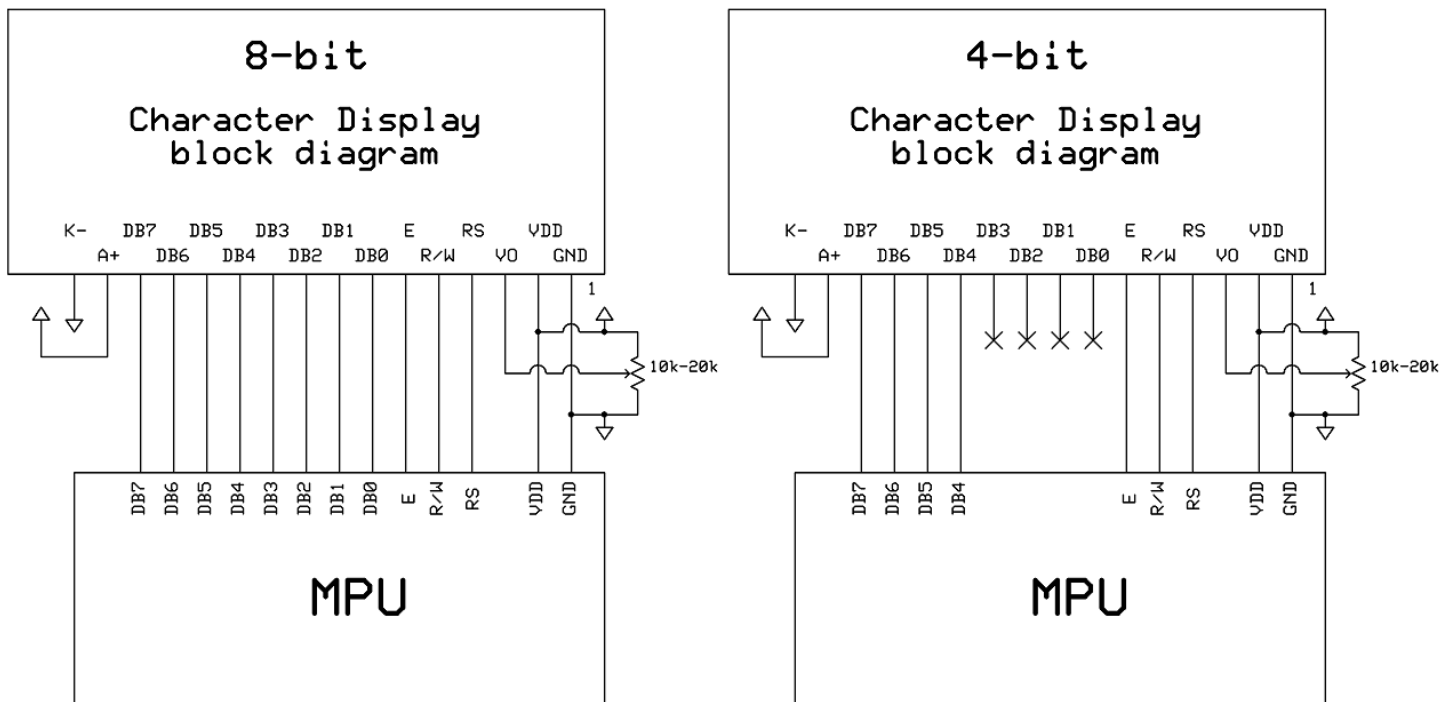 8-bit
Character Display
block diagram
K- DB7 DB5 DB3 DB1 E RS VDD
A+ DB6 DB4 DB2 DB0 R/W VO GND
1
10k-20k
DB7 DB6 DB5 DB4 DB3 DB2 DB1 DB0 E R/W RS VDD GND
MPU
4-bit
Character Display
block diagram
K- DB7 DB5 DB3 DB1 E RS VDD
A+ DB6 DB4 DB2 DB0 R/W VO GND
1
10k-20k
DB7 DB6 DB5 DB4 E R/W RS VDD GND
MPU